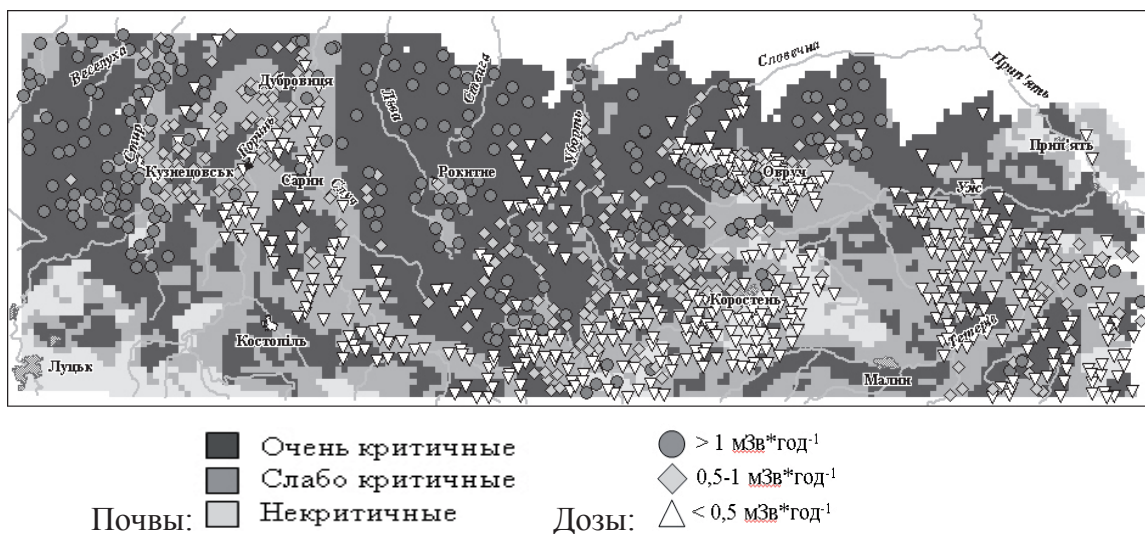 Веселуха
Стир
Дубровиця
Горинь
Кузнецовськ
Сарни
Случ
Льва
Ствига
Рокитне
Уборть
Словечна
Прип'ять
Прип'ять
Овруч
Уж
Коростень
Костопіль
Луцьк
Малин
Тетерів
Почвы:
Очень критичные
Слабо критичные
Некритичные
Дозы:
> 1 мЗв*год-1
0,5-1 мЗв*год-1
< 0,5 мЗв*год-1